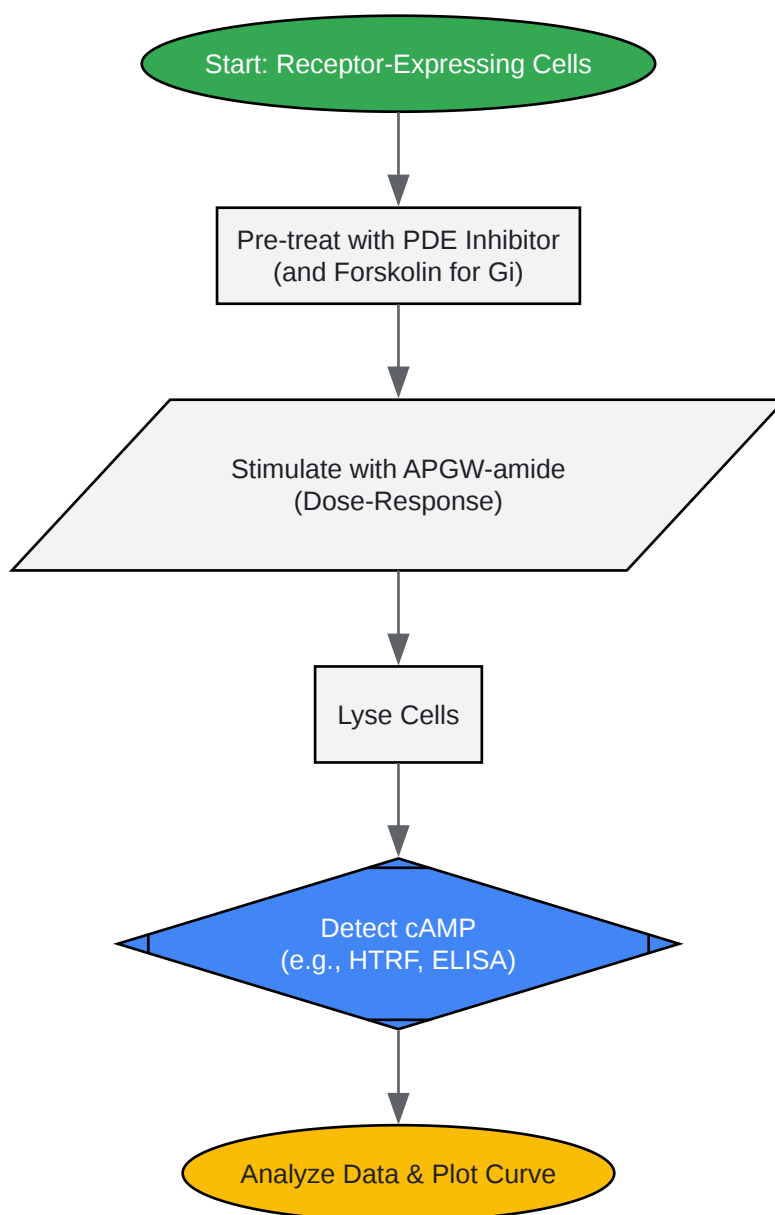 Start: Receptor-Expressing Cells
Pre-treat with PDE Inhibitor
(and Forskolin for Gi)
Stimulate with APGW-amide
(Dose-Response)
Lyse Cells
Detect cAMP
(e.g., HTRF, ELISA)
Analyze Data & Plot Curve